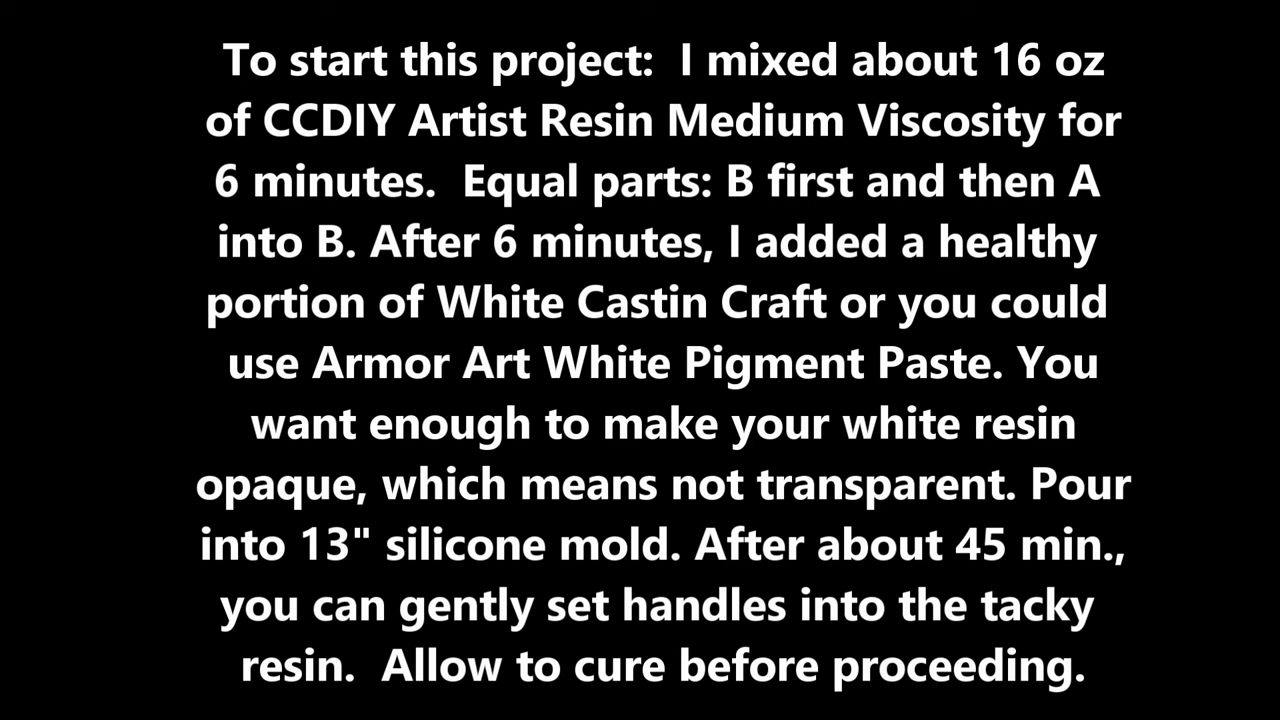 To start this project:  I mixed about 16 oz
of CCDIY Artist Resin Medium Viscosity for
6 minutes.  Equal parts: B first and then A
into B. After 6 minutes, I added a healthy
portion of White Castin Craft or you could
use Armor Art White Pigment Paste. You
want enough to make your white resin
opaque, which means not transparent. Pour
into 13" silicone mold. After about 45 min.,
you can gently set handles into the tacky
resin.  Allow to cure before proceeding.